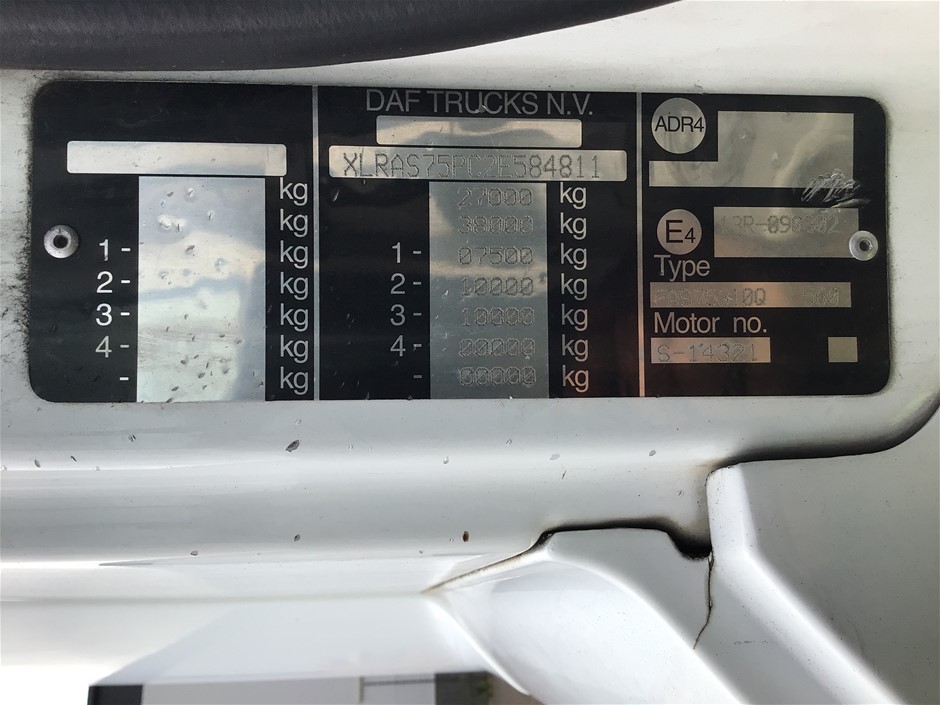 DAF TRUCKS N.V.
XLRAS75PC2E584811
kg
kg
1 - kg
2 - kg
3 - kg
4 - kg
- kg
27000 kg
38000 kg
1 - 07500 kg
2 - 10000 kg
3 - 10000 kg
4 - 00000 kg
- 00000 kg
ADR4
E4
Type
Motor no.
S-14321